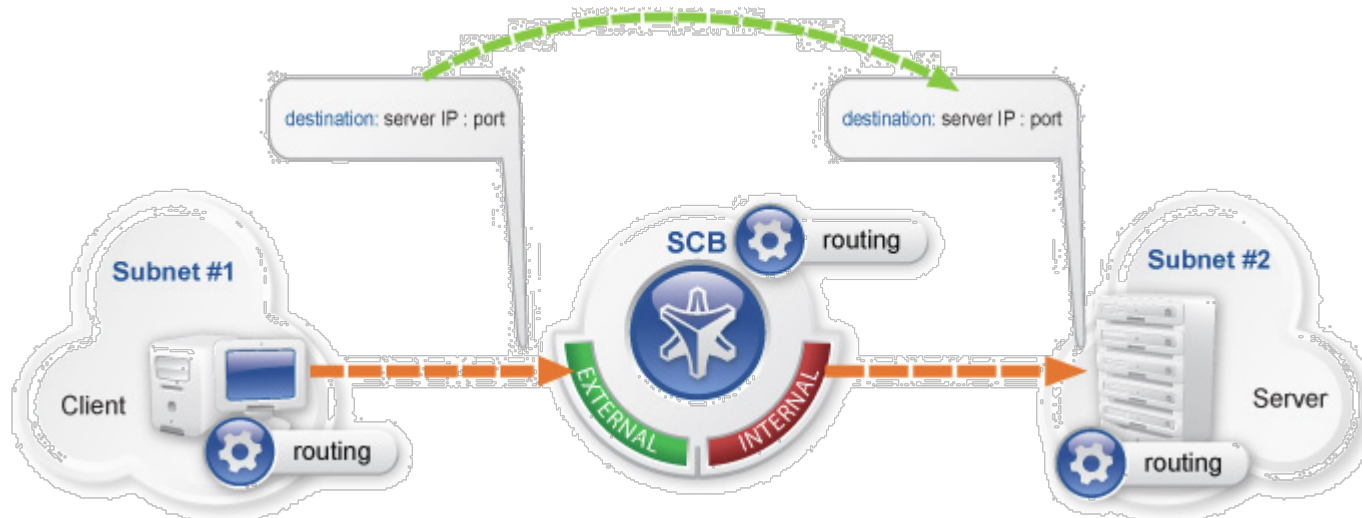 destination: server IP : port
destination: server IP : port
SCB
routing
Subnet #1
Subnet #2
Client
Server
EXTERNAL
INTERNAL
routing
routing